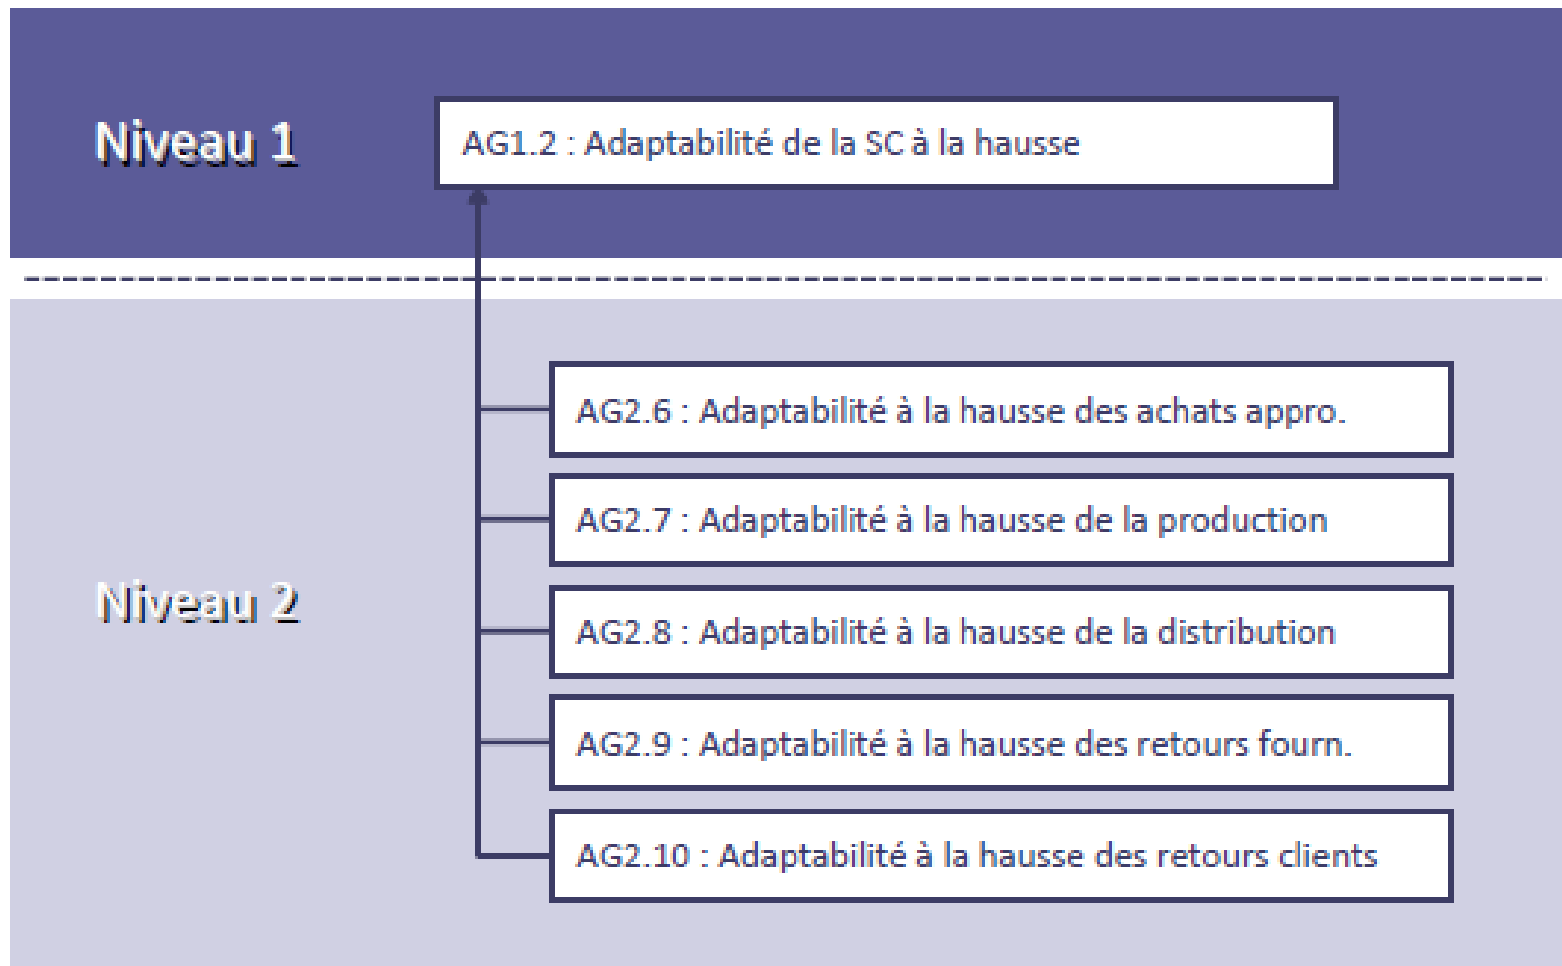 Niveau 1
AG1.2 : Adaptabilité de la SC à la hausse
Niveau 2
AG2.6 : Adaptabilité à la hausse des achats appro.
AG2.7 : Adaptabilité à la hausse de la production
AG2.8 : Adaptabilité à la hausse de la distribution
AG2.9 : Adaptabilité à la hausse des retours fourn.
AG2.10 : Adaptabilité à la hausse des retours clients